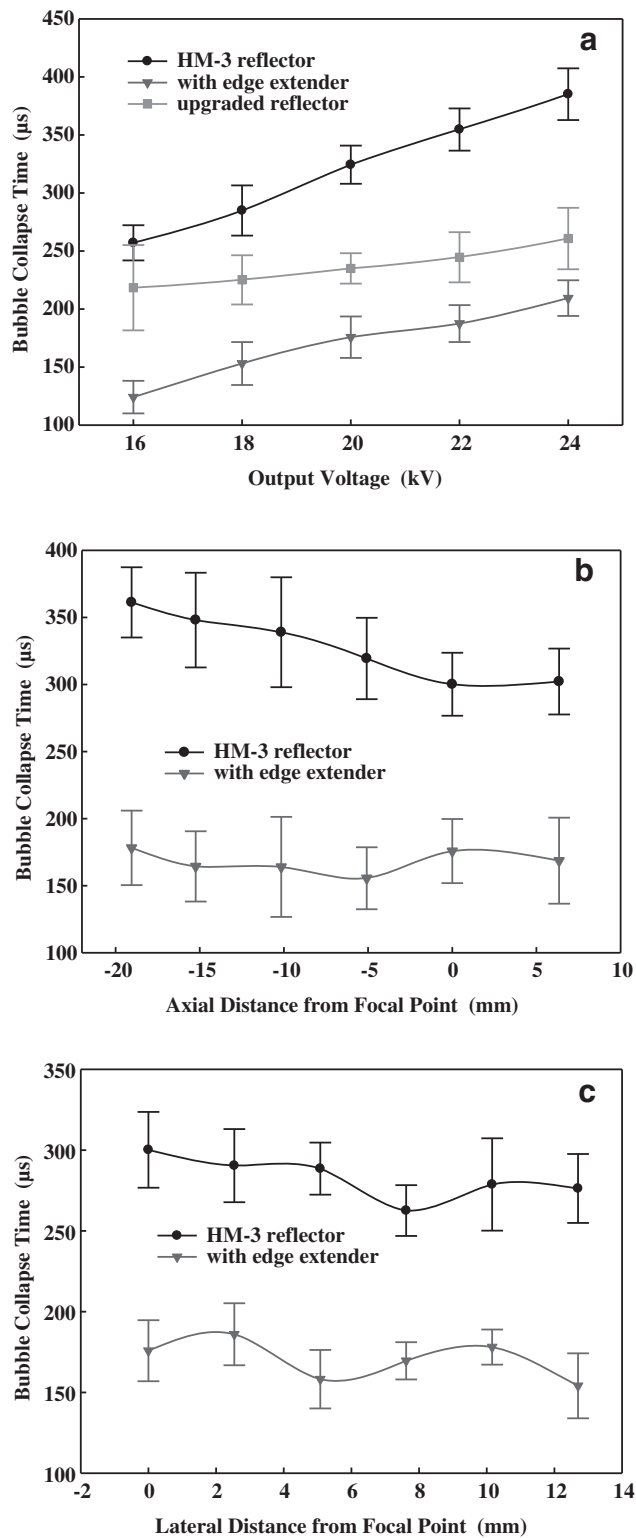 a
HM-3 reflector
with edge extender
upgraded reflector
Bubble Collapse Time (μs)
450
400
350
300
250
200
150
100
16 18 20 22 24
Output Voltage (kV)
b
HM-3 reflector
with edge extender
Bubble Collapse Time (μs)
400
350
300
250
200
150
100
-20 -15 -10 -5 0 5 10
Axial Distance from Focal Point (mm)
c
HM-3 reflector
with edge extender
Bubble Collapse Time (μs)
350
300
250
200
150
100
-2 0 2 4 6 8 10 12 14
Lateral Distance from Focal Point (mm)